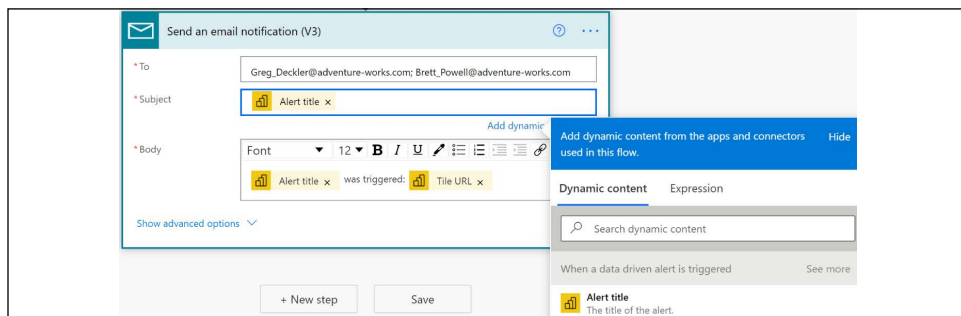 Send an email notification (V3)
* To
Greg_Deckler@adventure-works.com; Brett_Powell@adventure-works.com
* Subject
Alert title ×
Add dynamic
* Body
Font 12 B I U
Alert title × was triggered: Tile URL ×
Show advanced options
+ New step
Save
Add dynamic content from the apps and connectors
used in this flow.
Hide
Dynamic content Expression
Search dynamic content
When a data driven alert is triggered See more
Alert title
The title of the alert.